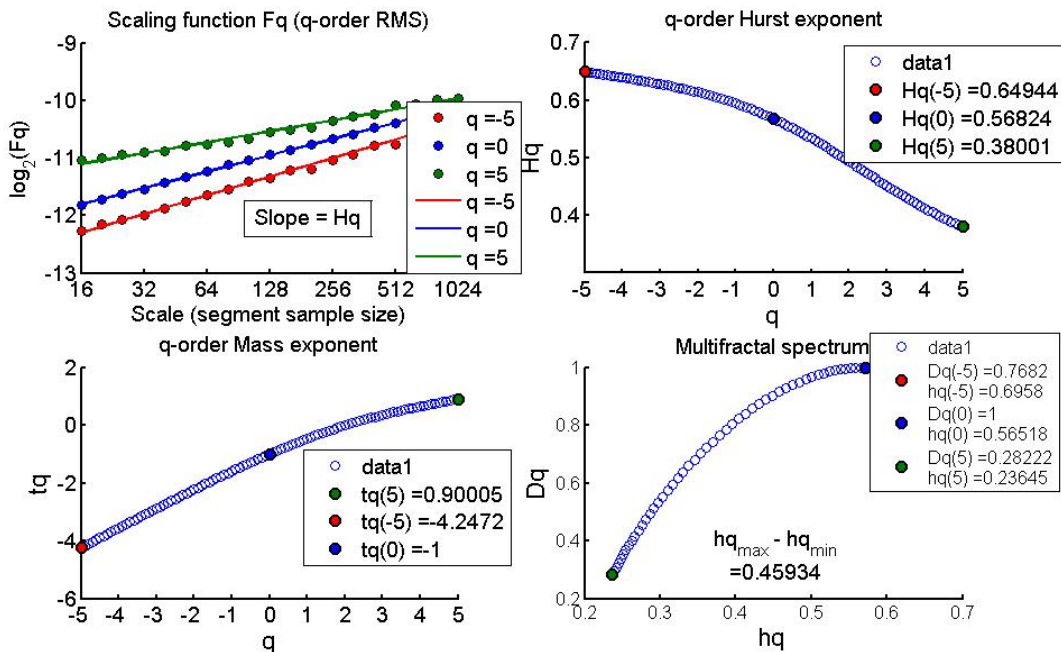 Scaling function Fq (q-order RMS)
-9
-10
-11
-12
-13
log2(Fq)
16 32 64 128 256 512 1024
Scale (segment sample size)
Slope = Hq
q =-5
q =0
q =5
q =-5
q =0
q =5
q-order Hurst exponent
0.7
0.6
0.5
0.4
Hq
-5 -4 -3 -2 -1 0 1 2 3 4 5
q
data1
Hq(-5) =0.64944
Hq(0) =0.56824
Hq(5) =0.38001
q-order Mass exponent
2
0
-2
-4
-6
tq
-5 -4 -3 -2 -1 0 1 2 3 4 5
q
data1
tq(5) =0.90005
tq(-5) =-4.2472
tq(0) =-1
Multifractal spectrum
1
0.8
0.6
0.4
0.2
Dq
0.2 0.3 0.4 0.5 0.6 0.7
hq
data1
Dq(-5) =0.7682
hq(-5) =0.6958
Dq(0) =1
hq(0) =0.56518
Dq(5) =0.28222
hq(5) =0.23645
hqmax - hqmin
=0.45934